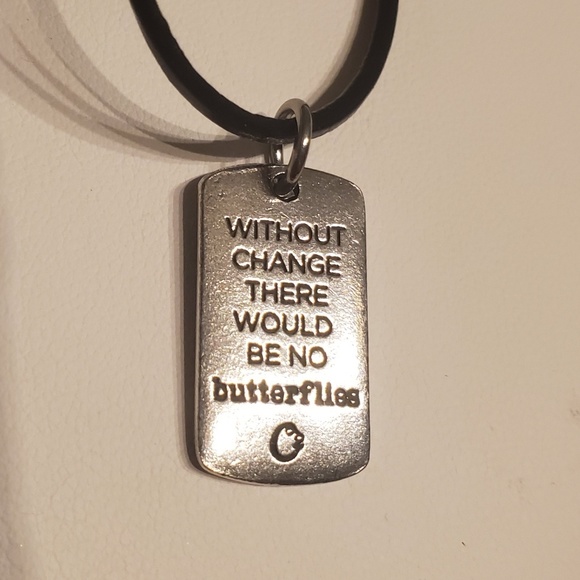 WITHOUT
CHANGE
THERE
WOULD
BE NO
butterflies